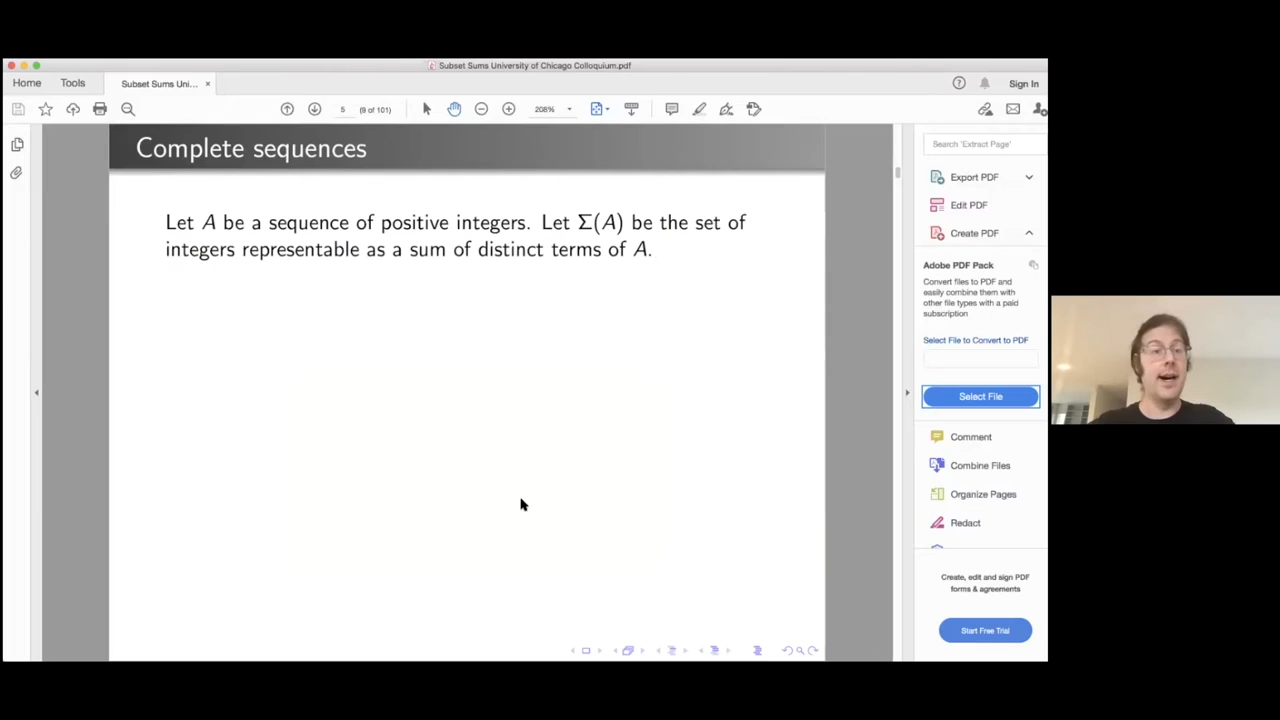 Subset Sums University of Chicago Colloquium.pdf
Home
Tools
Subset Sums Uni... ×
Sign In
5
(9 of 101)
208%
Complete sequences
Let A be a sequence of positive integers. Let Σ(A) be the set of
integers representable as a sum of distinct terms of A.
Search 'Extract Page'
Export PDF
Edit PDF
Create PDF
Adobe PDF Pack
Convert files to PDF and
easily combine them with
other file types with a paid
subscription
Select File to Convert to PDF
Select File
Comment
Combine Files
Organize Pages
Redact
Create, edit and sign PDF
forms & agreements
Start Free Trial